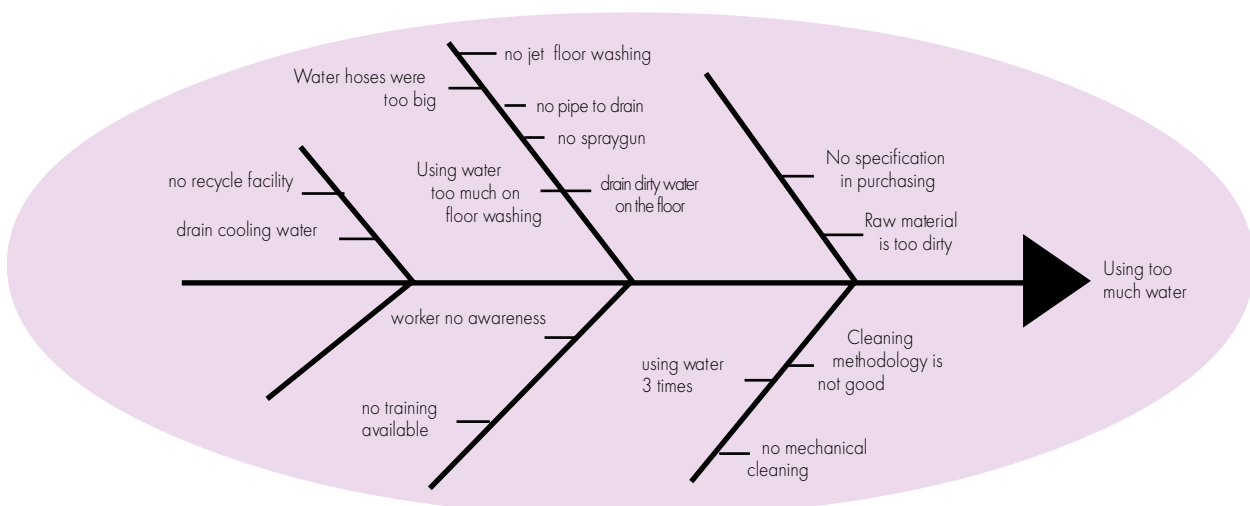 no jet floor washing
Water hoses were
too big
no pipe to drain
no spraygun
Using water
too much on
floor washing
drain dirty water
on the floor
no recycle facility
drain cooling water
No specification
in purchasing
Raw material
is too dirty
Using too
much water
worker no awareness
no training
available
using water
3 times
Cleaning
methodology is
not good
no mechanical
cleaning